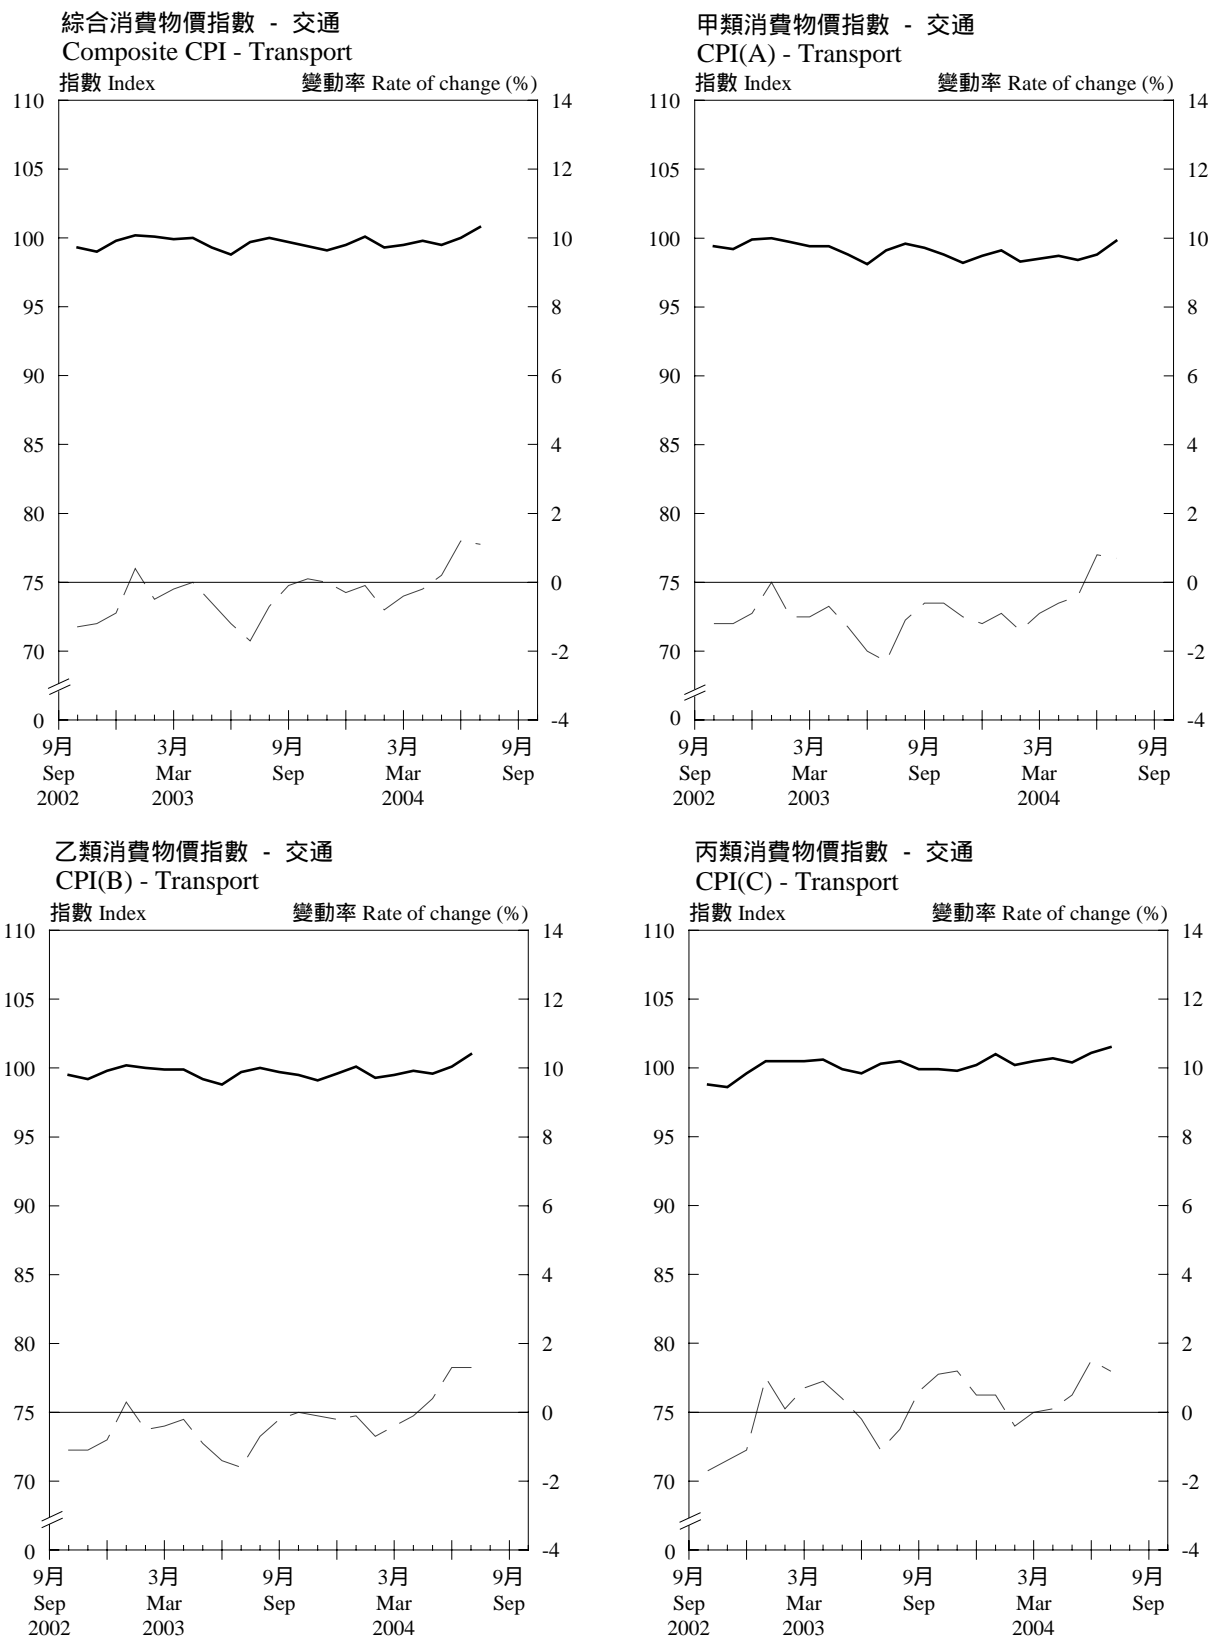 綜合消費物價指數 - 交通
Composite CPI - Transport
指數 Index 變動率 Rate of change (%)
110 14
105 12
100 10
95 8
90 6
85 4
80 2
75 0
70 -2
0 -4
9月 3月 9月 3月 9月
Sep Mar Sep Mar Sep
2002 2003 2004
甲類消費物價指數 - 交通
CPI(A) - Transport
指數 Index 變動率 Rate of change (%)
110 14
105 12
100 10
95 8
90 6
85 4
80 2
75 0
70 -2
0 -4
9月 3月 9月 3月 9月
Sep Mar Sep Mar Sep
2002 2003 2004
乙類消費物價指數 - 交通
CPI(B) - Transport
指數 Index 變動率 Rate of change (%)
110 14
105 12
100 10
95 8
90 6
85 4
80 2
75 0
70 -2
0 -4
9月 3月 9月 3月 9月
Sep Mar Sep Mar Sep
2002 2003 2004
丙類消費物價指數 - 交通
CPI(C) - Transport
指數 Index 變動率 Rate of change (%)
110 14
105 12
100 10
95 8
90 6
85 4
80 2
75 0
70 -2
0 -4
9月 3月 9月 3月 9月
Sep Mar Sep Mar Sep
2002 2003 2004